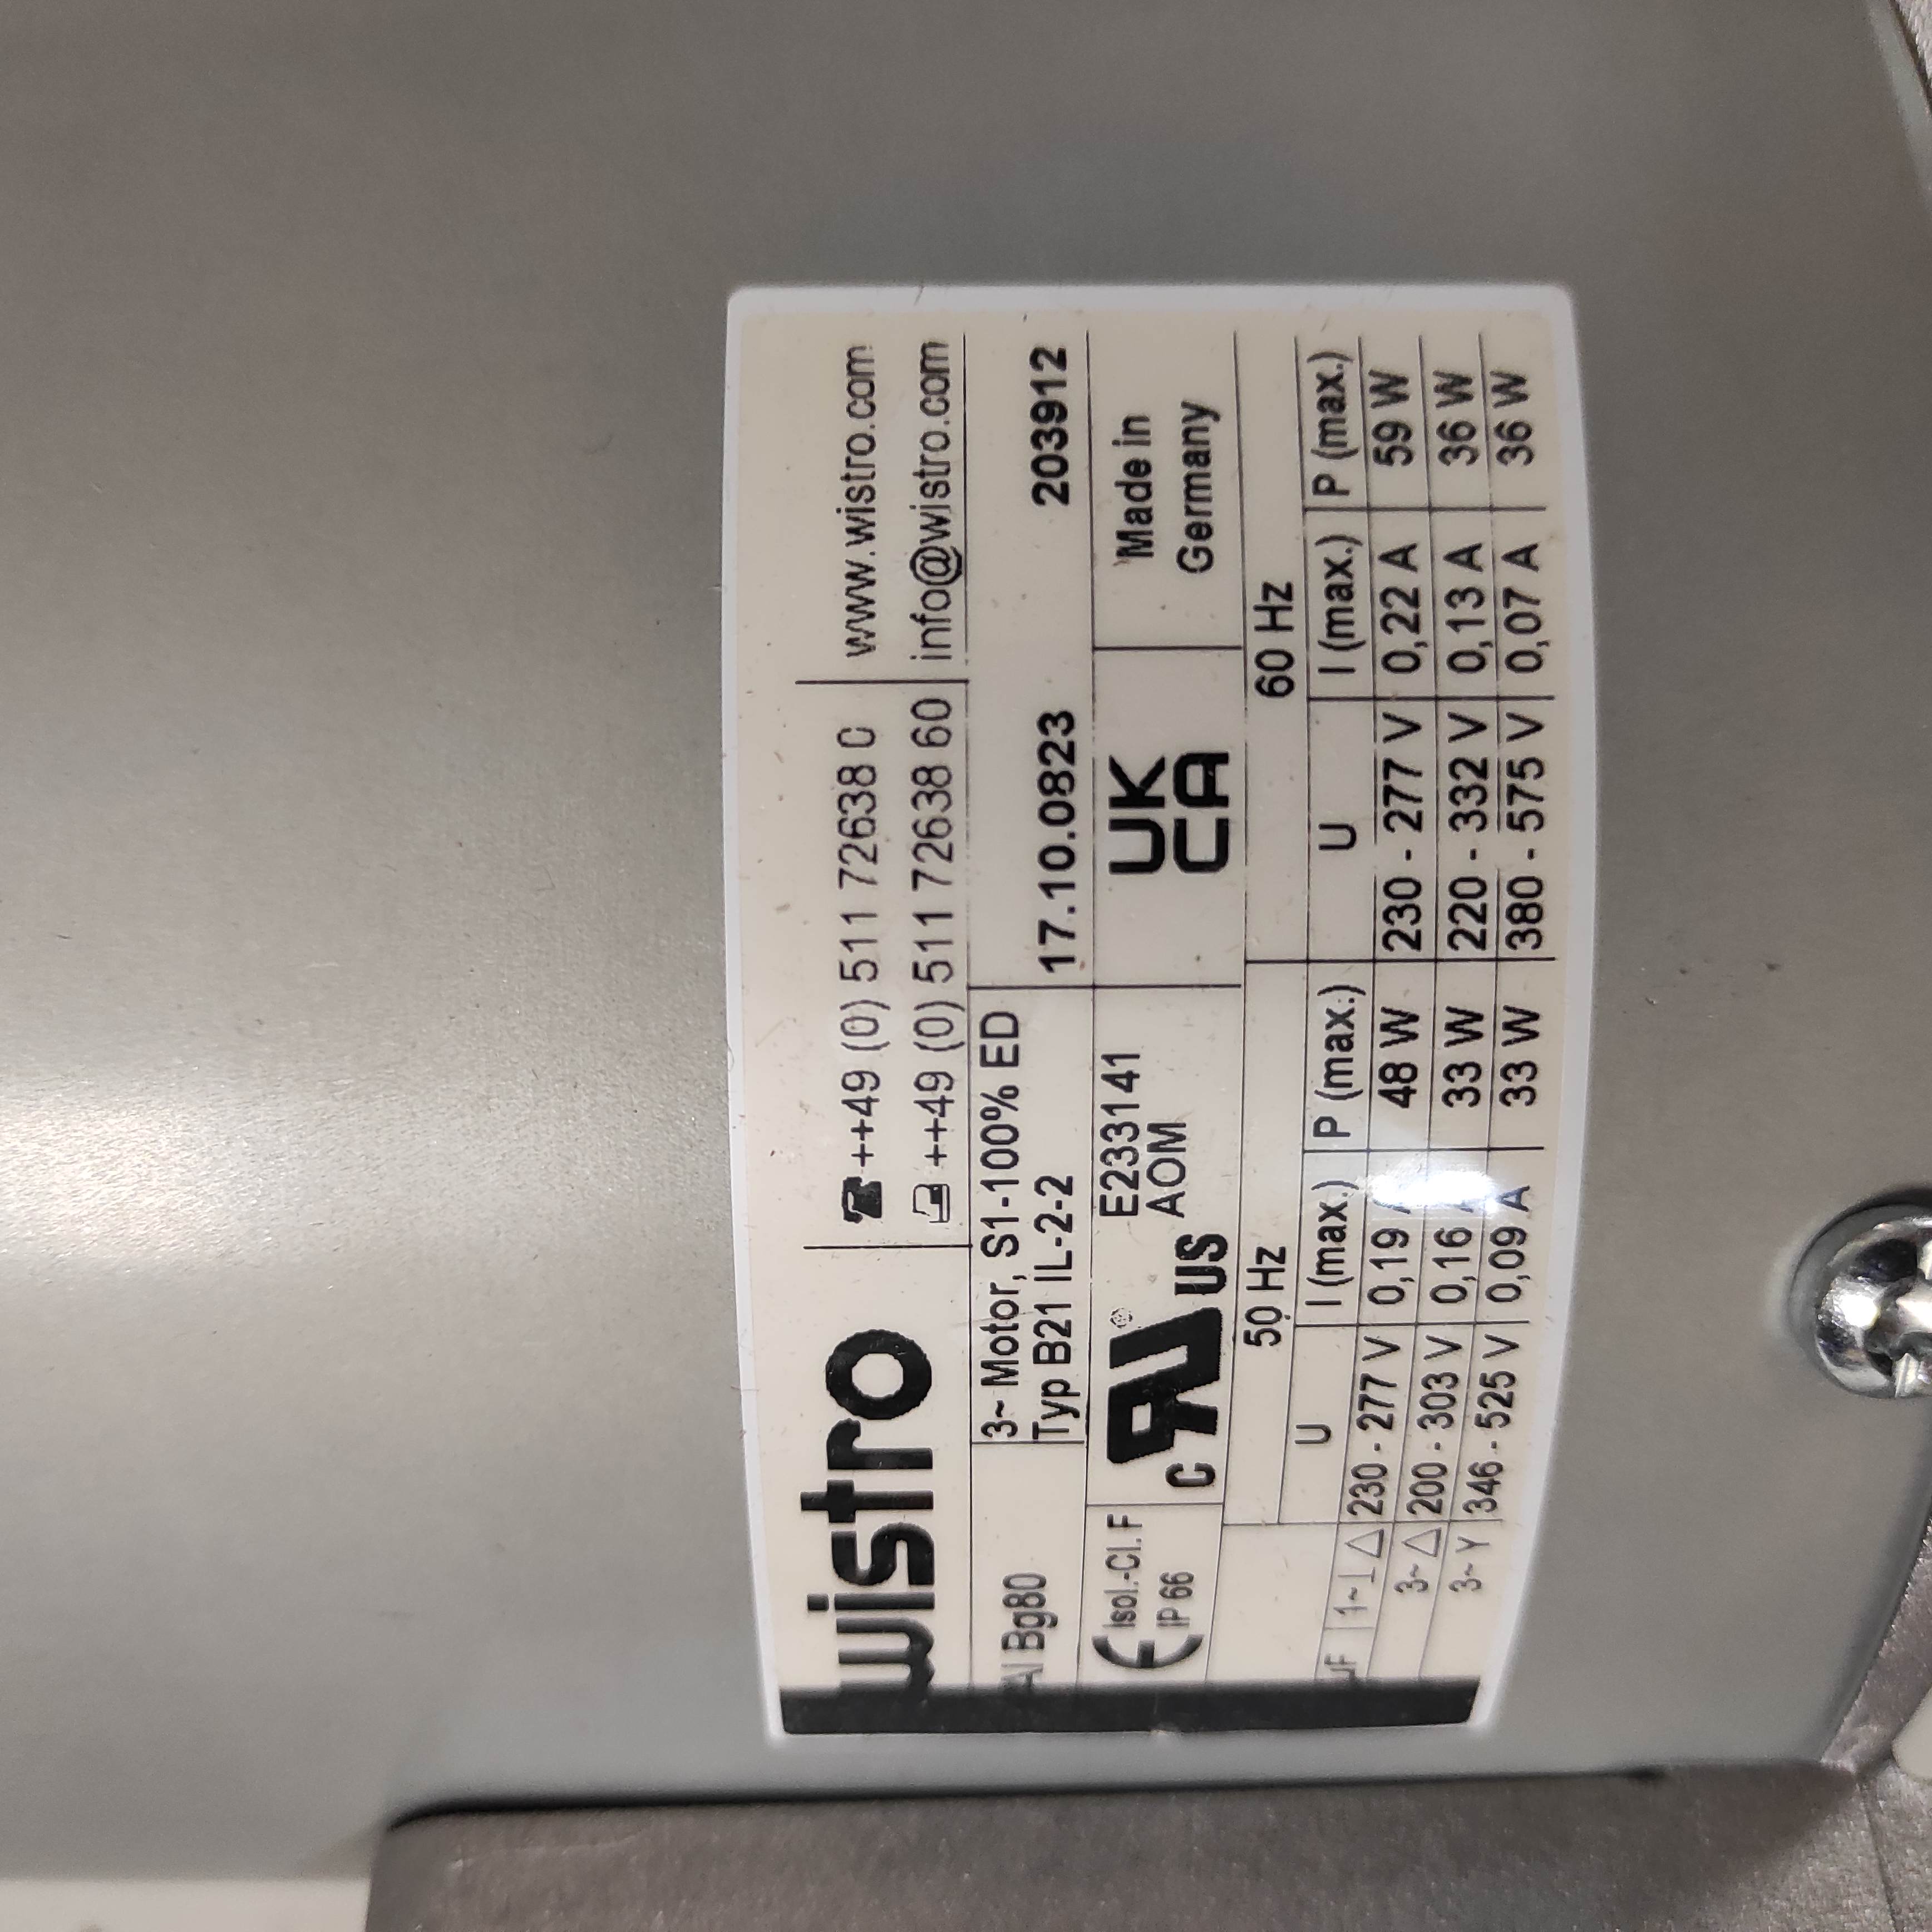 wistro
☎ ++49 (0) 511 72638 0 www.wistro.com
++49 (0) 511 72638 60 info@wistro.com
Bg80 3~ Motor, S1-100% ED
Typ B21 IL-2-2 17.10.0823 203912
CE Isol.-Cl.F IP 66
c RU ® US E233141 AOM
UK CA
Made in Germany
50 Hz 60 Hz
U I (max.) P (max.) U I (max.) P (max.)
1~⊥ △ 230 - 277 V 0,19 48 W 230 - 277 V 0,22 A 59 W
3~ △ 200 - 303 V 0,16 33 W 220 - 332 V 0,13 A 36 W
3~ Y 346 - 525 V 0,09 A 33 W 380 - 575 V 0,07 A 36 W